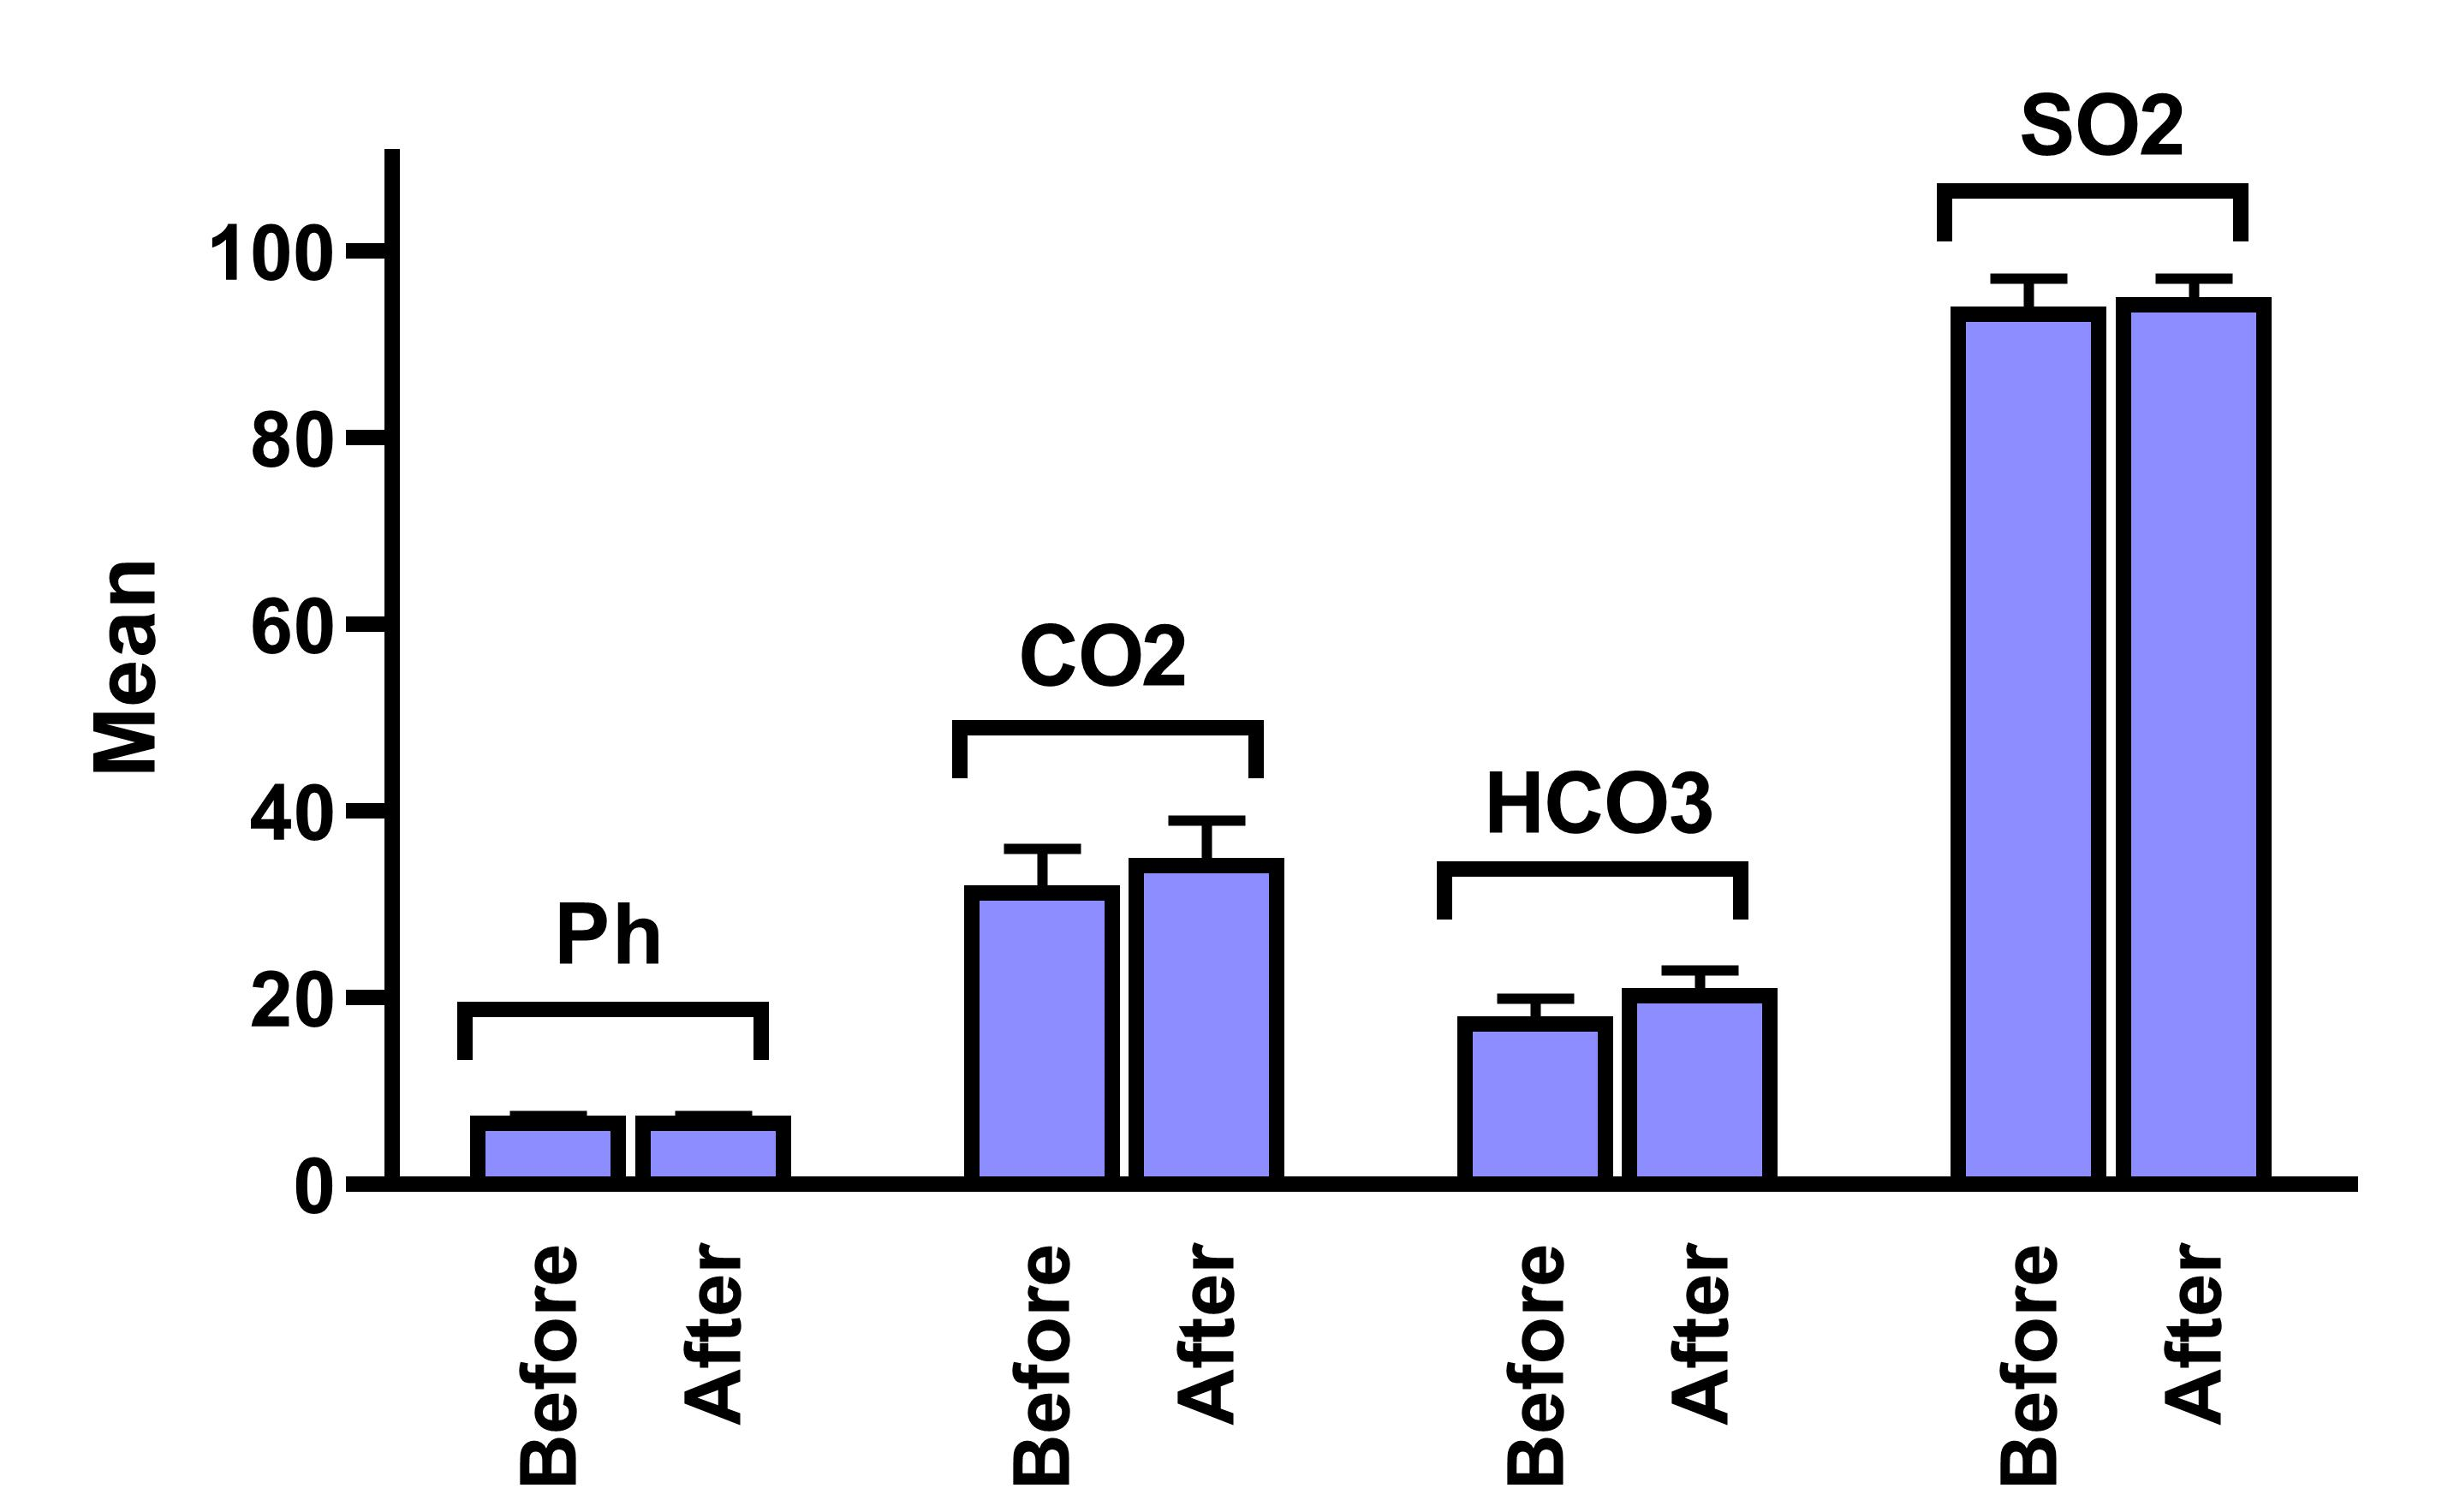 SO2
100
80
60
CO2
Mean
HCO3
40
Ph
20
0
Before
After
Before
After
Before
After
Before
After